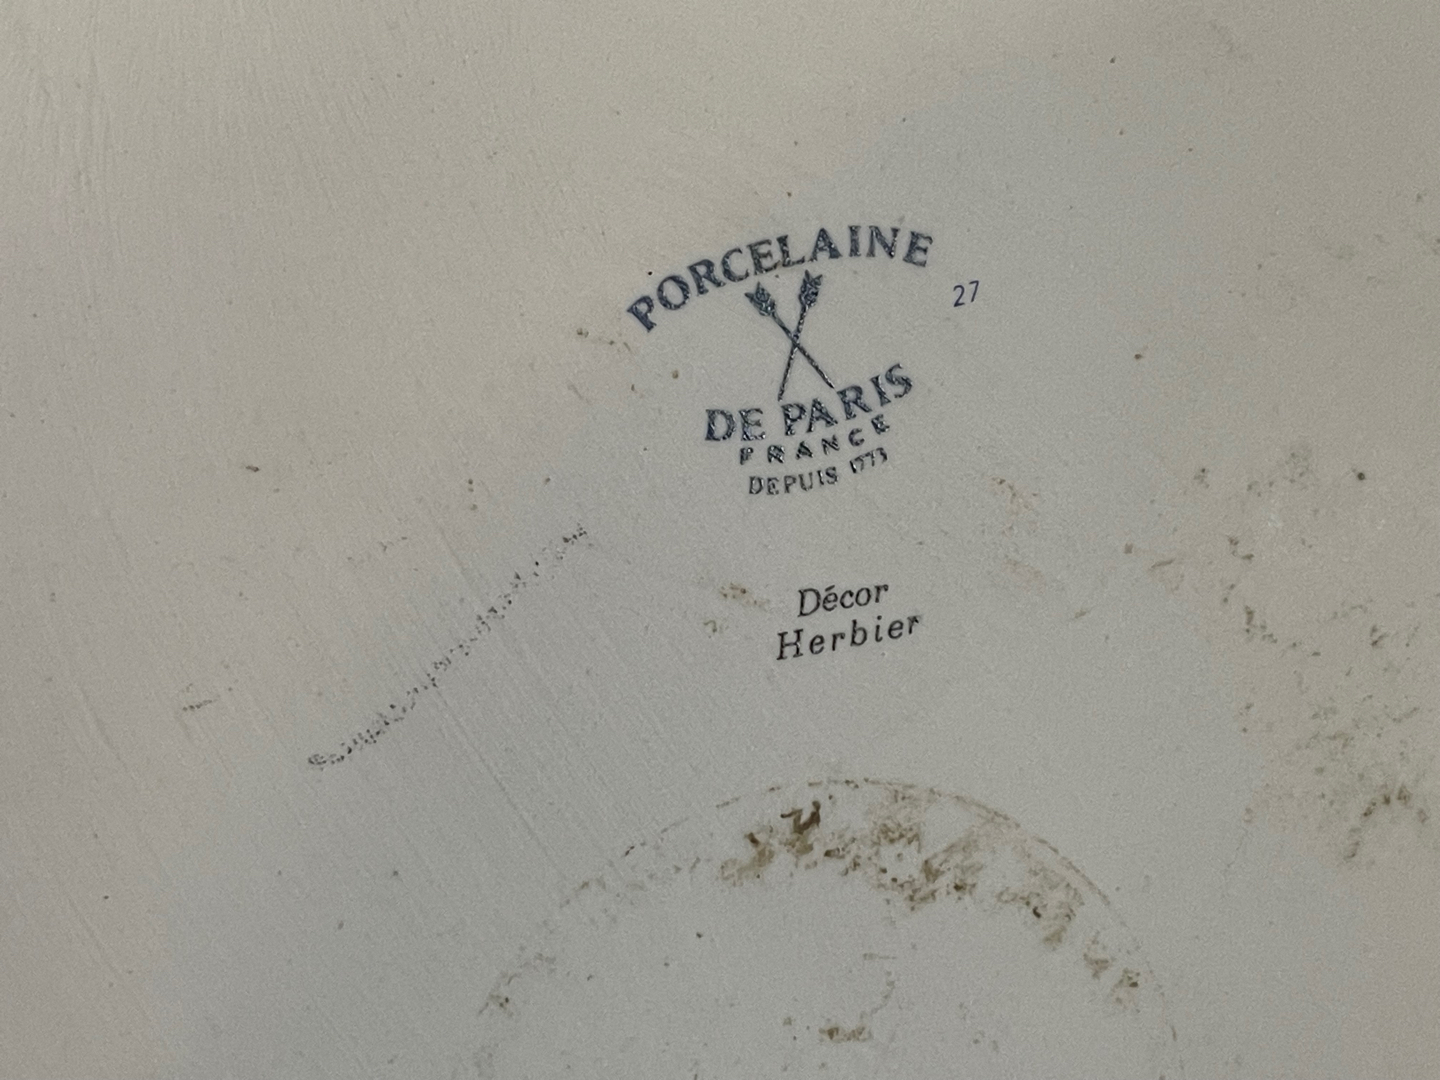 PORCELAINE
27
DE PARIS
FRANCE
DEPUIS 1773
Décor
Herbier